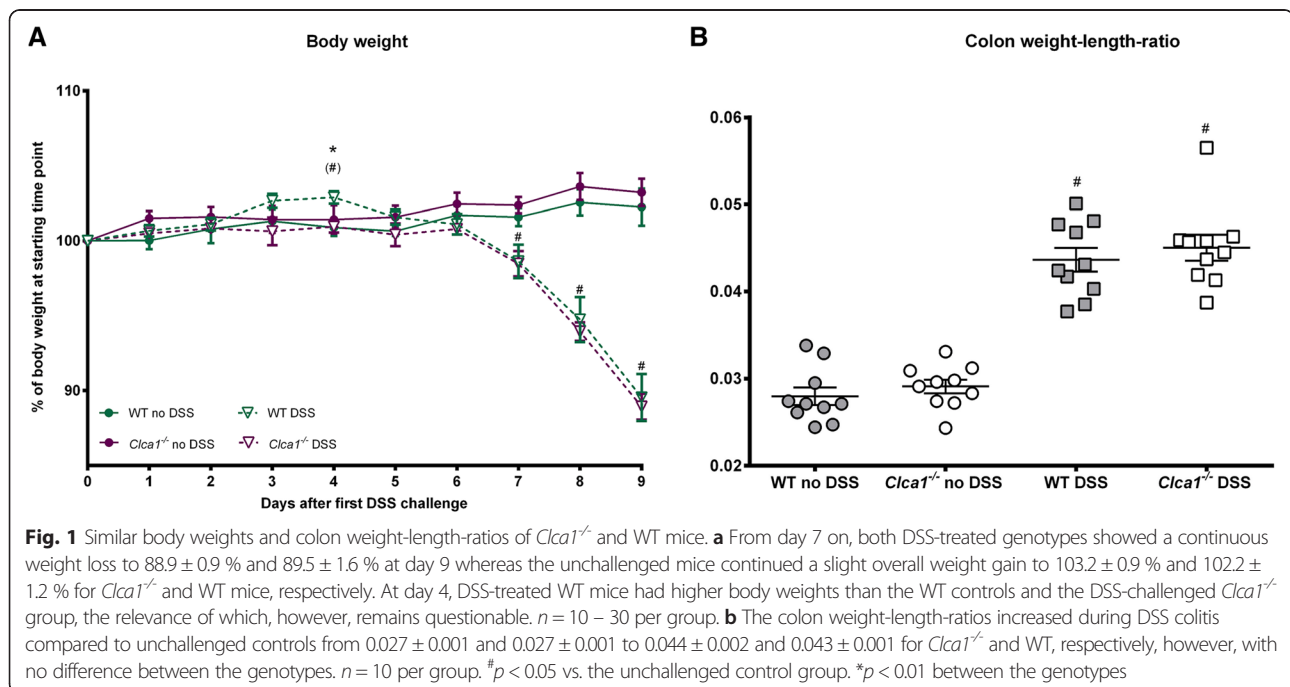 A
Body weight
110
100
90
% of body weight at starting time point
*
(#)
#
#
#
WT no DSS
WT DSS
Clca1-/- no DSS
Clca1-/- DSS
0 1 2 3 4 5 6 7 8 9
Days after first DSS challenge
B
Colon weight-length-ratio
0.06
0.05
0.04
0.03
0.02
#
#
WT no DSS
Clca1-/- no DSS
WT DSS
Clca1-/- DSS
Fig. 1 Similar body weights and colon weight-length-ratios of Clca1-/- and WT mice. a From day 7 on, both DSS-treated genotypes showed a continuous
weight loss to 88.9 ± 0.9 % and 89.5 ± 1.6 % at day 9 whereas the unchallenged mice continued a slight overall weight gain to 103.2 ± 0.9 % and 102.2 ±
1.2 % for Clca1-/- and WT mice, respectively. At day 4, DSS-treated WT mice had higher body weights than the WT controls and the DSS-challenged Clca1-/-
group, the relevance of which, however, remains questionable. n = 10 – 30 per group. b The colon weight-length-ratios increased during DSS colitis
compared to unchallenged controls from 0.027 ± 0.001 and 0.027 ± 0.001 to 0.044 ± 0.002 and 0.043 ± 0.001 for Clca1-/- and WT, respectively, however, with
no difference between the genotypes. n = 10 per group. #p < 0.05 vs. the unchallenged control group. *p < 0.01 between the genotypes